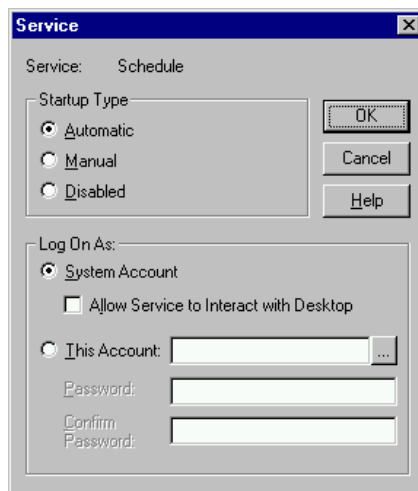 Service
Service: Schedule
Startup Type
Automatic
Manual
Disabled
OK
Cancel
Help
Log On As:
System Account
Allow Service to Interact with Desktop
This Account:
...
Password:
Confirm
Password: